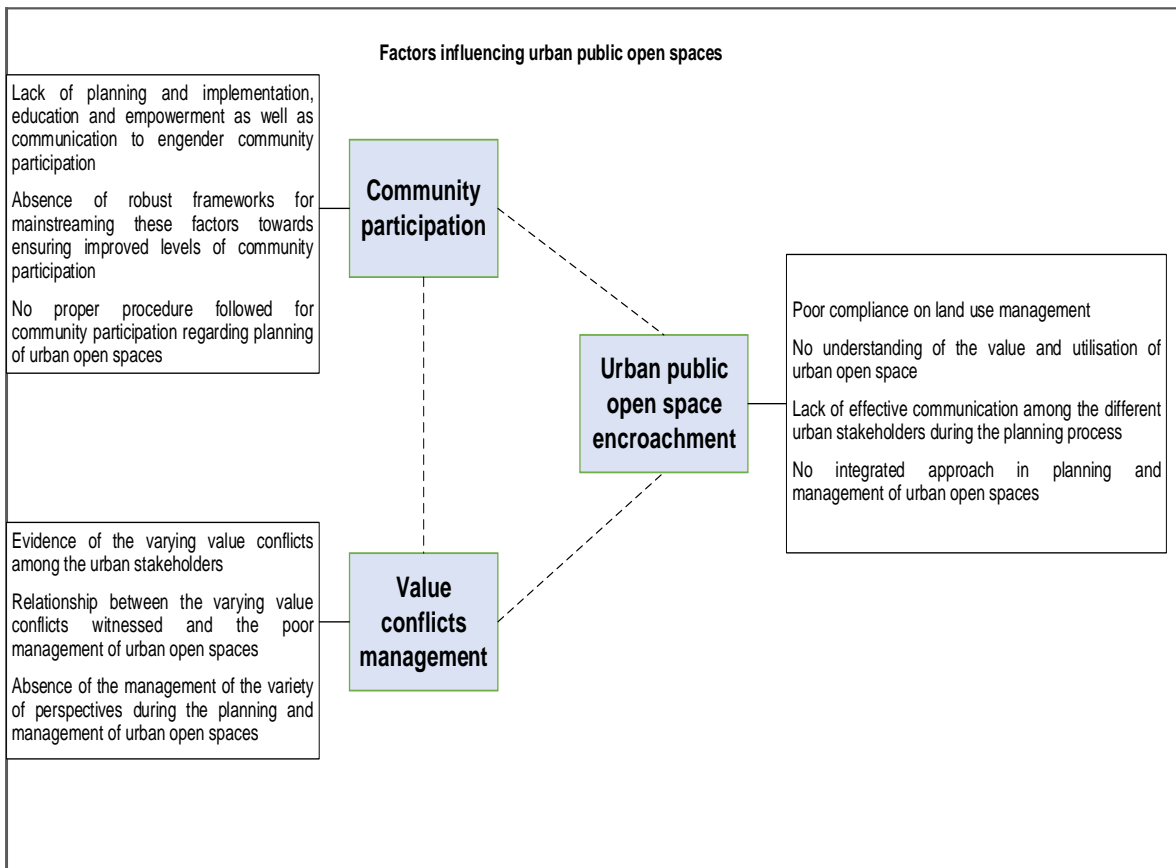 Factors influencing urban public open spaces
Lack of planning and implementation,
education and empowerment as well as
communication to engender community
participation
Absence of robust frameworks for
mainstreaming these factors towards
ensuring improved levels of community
participation
No proper procedure followed for
community participation regarding planning
of urban open spaces
Community
participation
Urban public
open space
encroachment
Poor compliance on land use management
No understanding of the value and utilisation of
urban open space
Lack of effective communication among the different
urban stakeholders during the planning process
No integrated approach in planning and
management of urban open spaces
Evidence of the varying value conflicts
among the urban stakeholders
Relationship between the varying value
conflicts witnessed and the poor
management of urban open spaces
Absence of the management of the variety
of perspectives during the planning and
management of urban open spaces
Value
conflicts
management